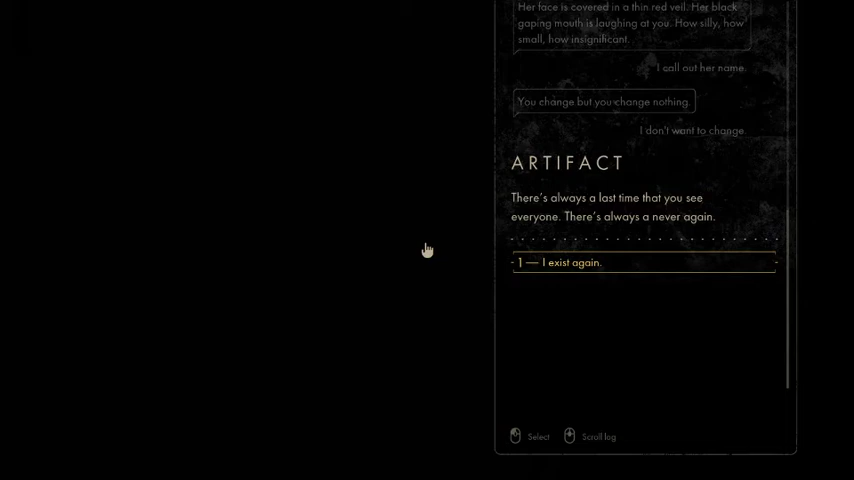 Her face is covered in a thin red veil. Her black
gaping mouth is laughing at you. How silly, how
small, how insignificant.
I call out her name.
You change but you change nothing.
I don't want to change
ARTIFACT
There's always a last time that you see
everyone. There's always a never again.
1 — I exist again.
Select Scroll log